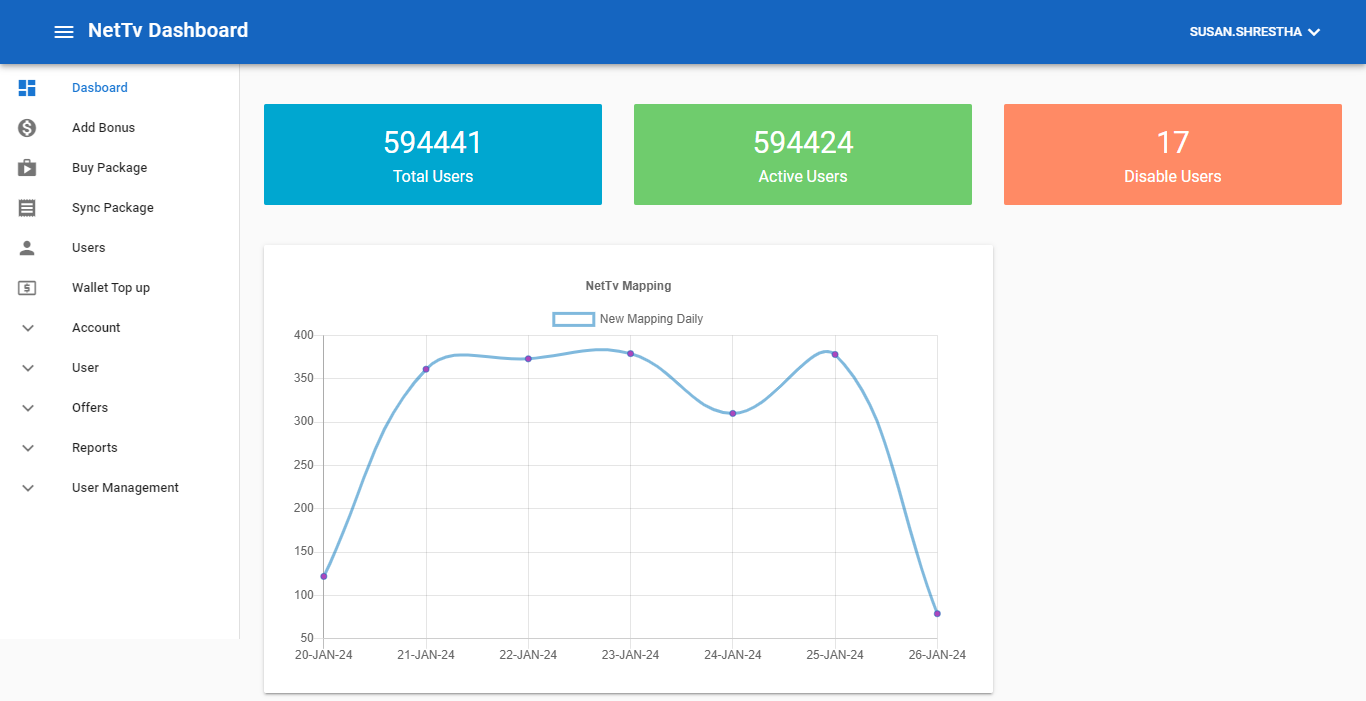 NetTv Dashboard
SUSAN.SHRESTHA
Dasboard
Add Bonus
Buy Package
Sync Package
Users
Wallet Top up
Account
User
Offers
Reports
User Management
594441
Total Users
594424
Active Users
17
Disable Users
NetTv Mapping
New Mapping Daily
400
350
300
250
200
150
100
50
20-JAN-24 21-JAN-24 22-JAN-24 23-JAN-24 24-JAN-24 25-JAN-24 26-JAN-24